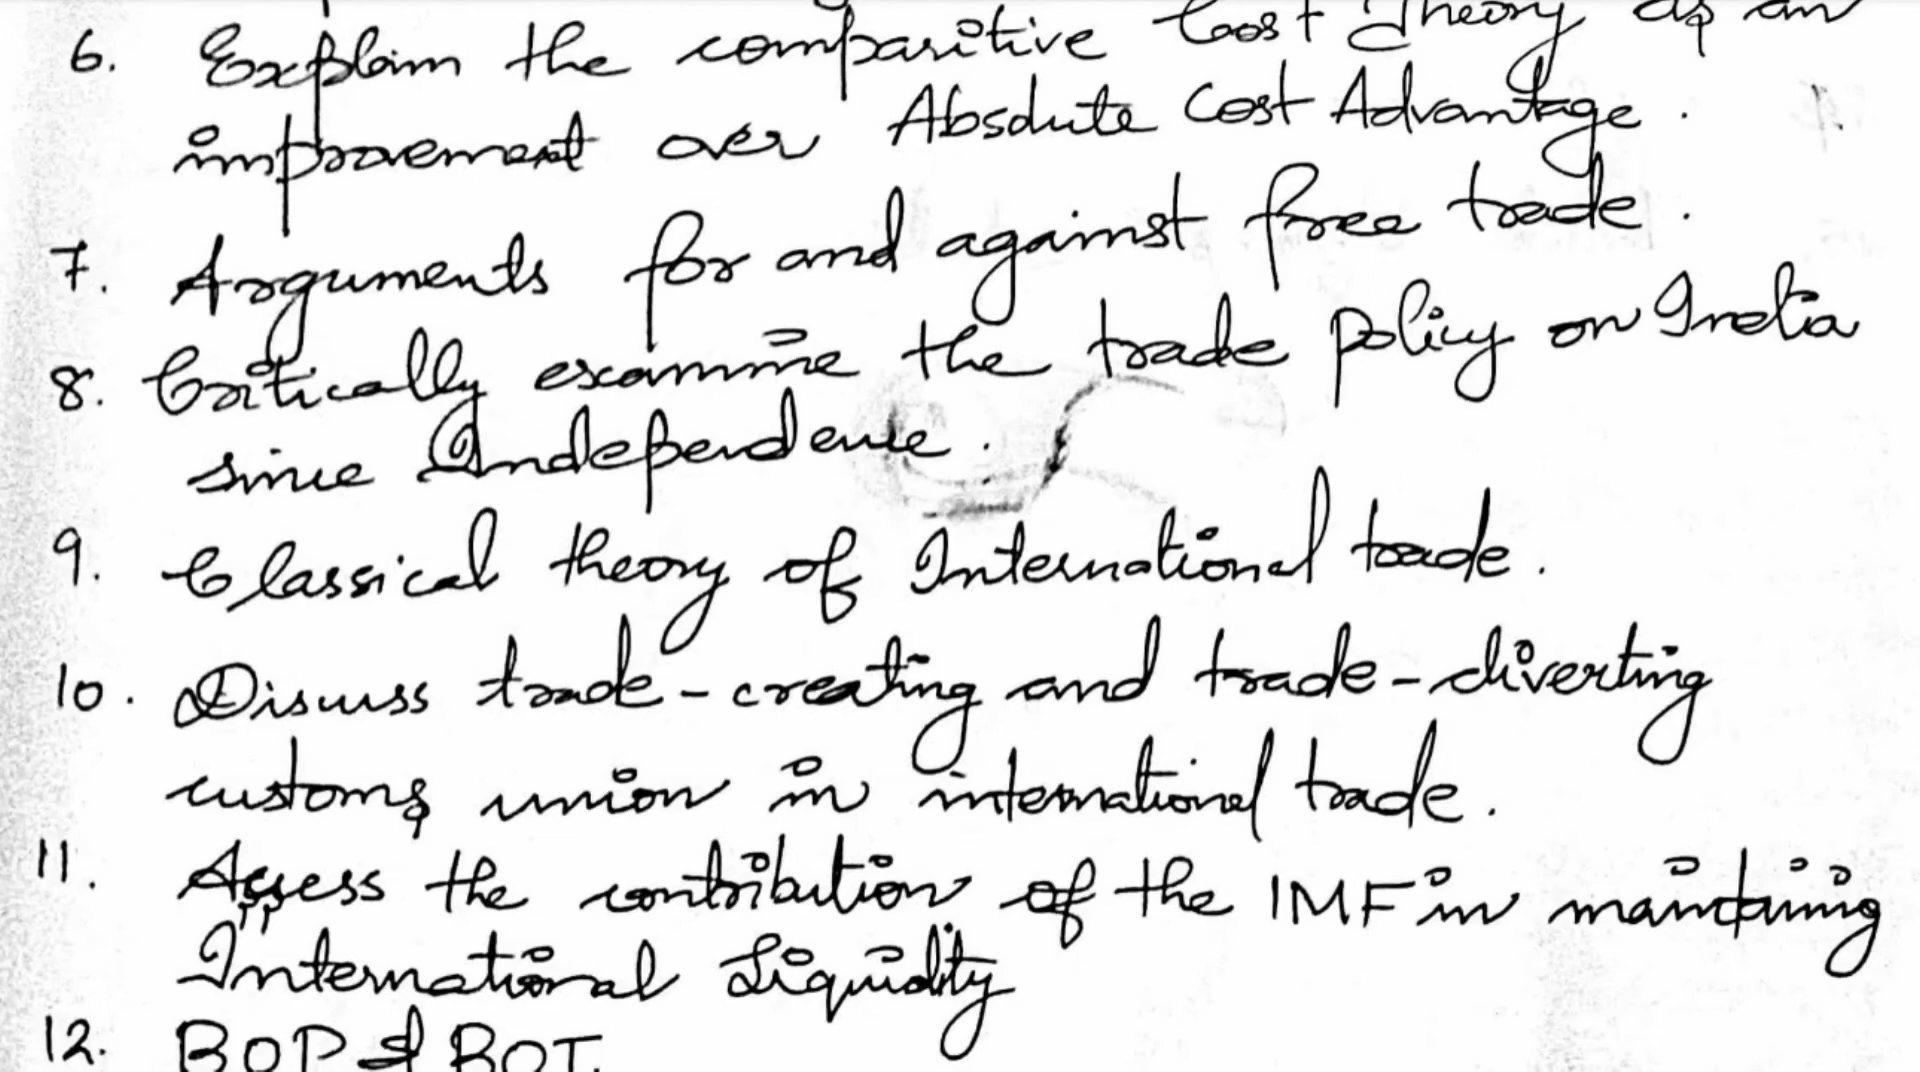 6. Explain the comparitive Cost Theory as an
improvement over Absolute Cost Advantage.
7. Arguments for and against free trade.
8. Critically examine the trade policy on India
since Independence.
9. Classical theory of International trade.
10. Discuss trade-creating and trade-diverting
customs union in international trade.
11. Assess the contribution of the IMF in maintaining
International Liquidity
12. BOP & BOT.